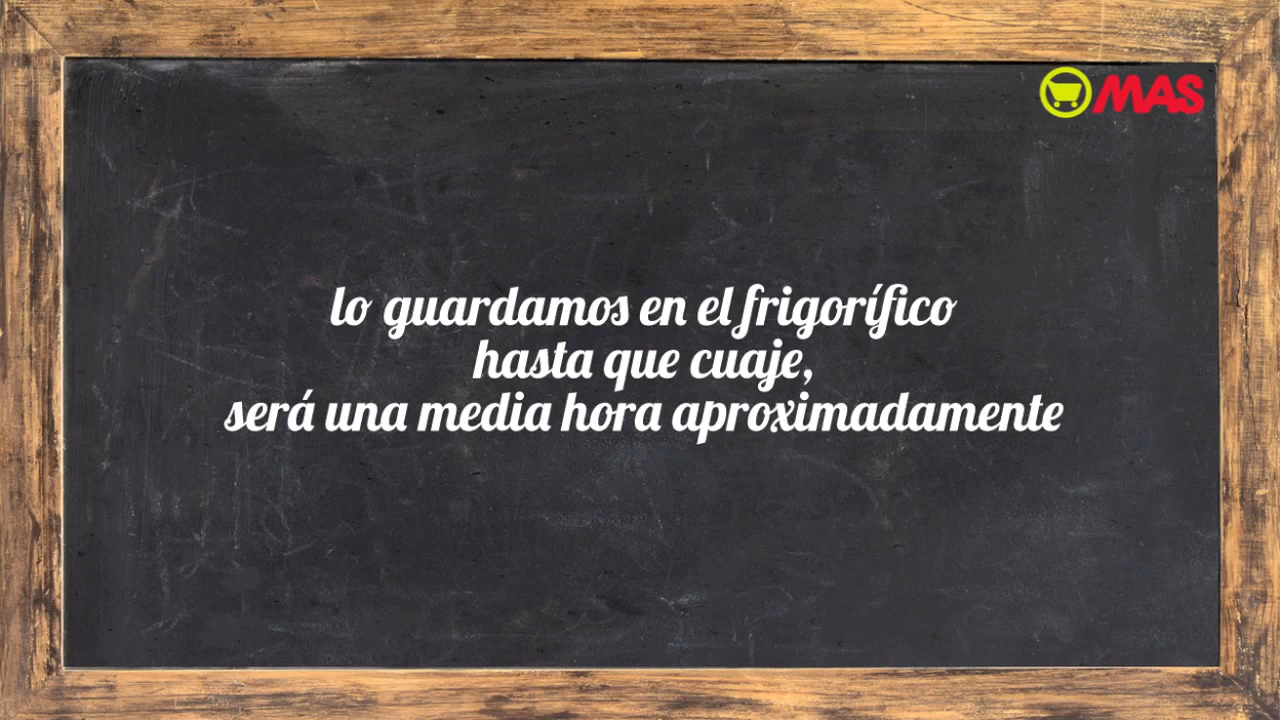 MAS
lo guardamos en el frigorífico
hasta que cuaje,
será una media hora aproximadamente